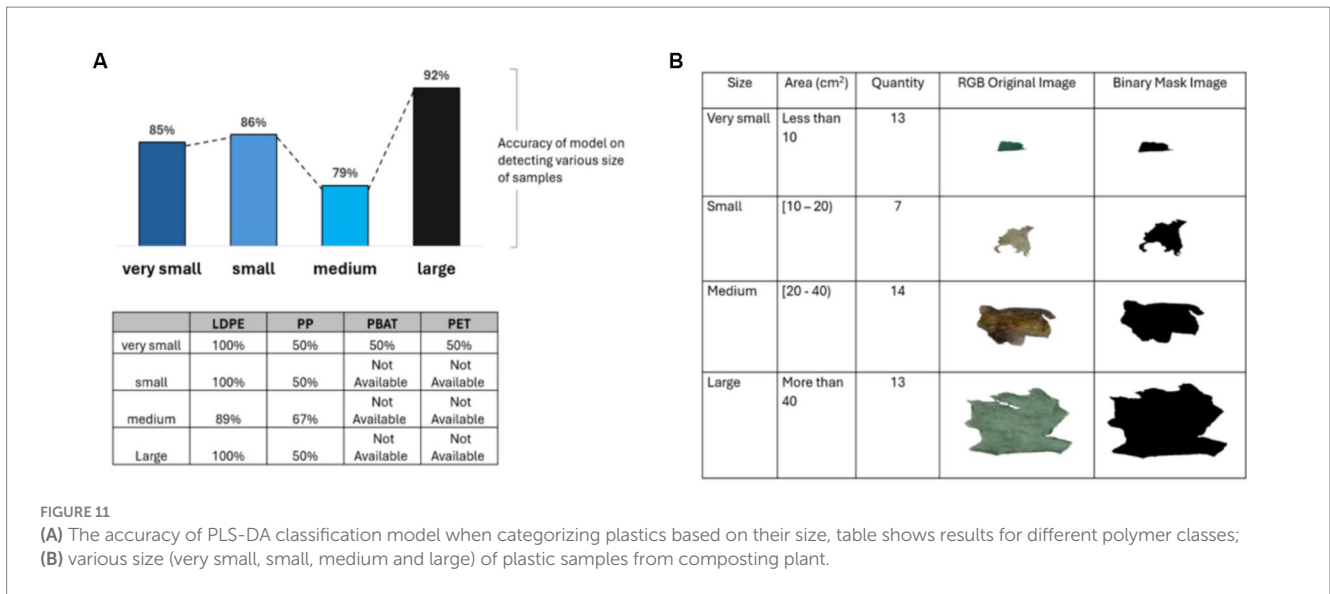 A
85%
86%
79%
92%
Accuracy of model on
detecting various size
of samples
very small small medium large
LDPE PP PBAT PET
very small 100% 50% 50% 50%
small 100% 50% Not Available Not Available
medium 89% 67% Not Available Not Available
Large 100% 50% Not Available Not Available
B
Size Area (cm²) Quantity RGB Original Image Binary Mask Image
Very small Less than 10 13
Small [10 – 20) 7
Medium [20 - 40) 14
Large More than 40 13
FIGURE 11
(A) The accuracy of PLS-DA classification model when categorizing plastics based on their size, table shows results for different polymer classes;
(B) various size (very small, small, medium and large) of plastic samples from composting plant.